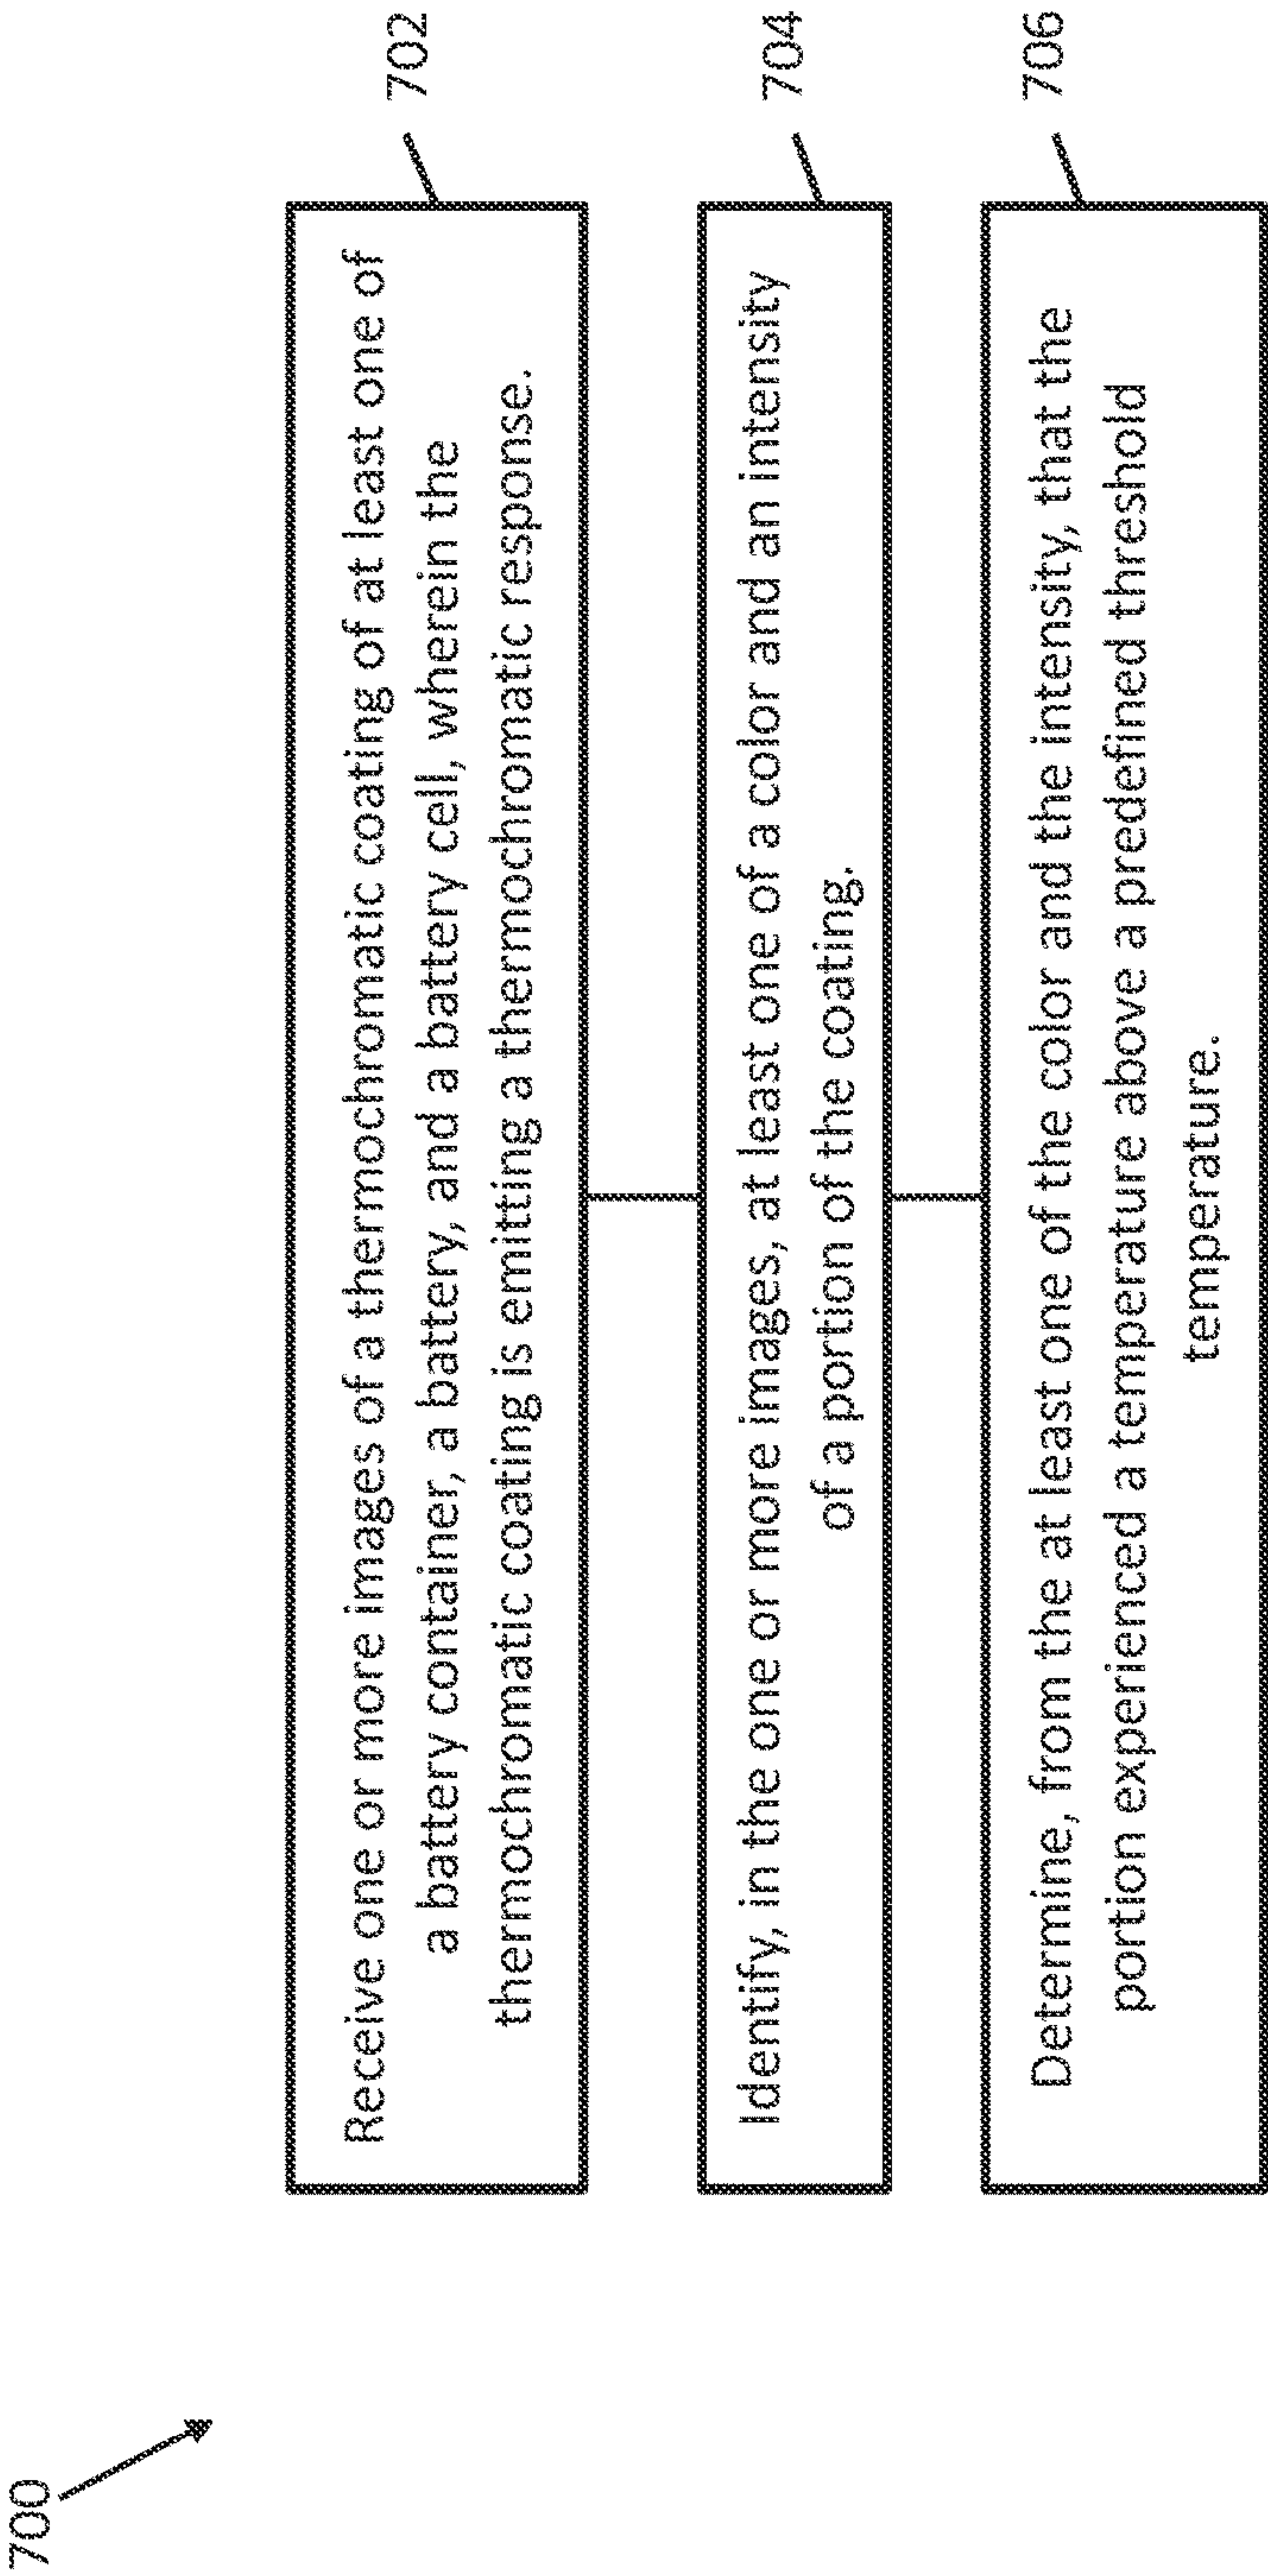 700
Receive one or more images of a thermochromatic coating of at least one of
a battery container, a battery, and a battery cell, wherein the
thermochromatic coating is emitting a thermochromatic response.
702
Identify, in the one or more images, at least one of a color and an intensity
of a portion of the coating.
704
Determine, from the at least one of the color and the intensity, that the
portion experienced a temperature above a predefined threshold
temperature.
706